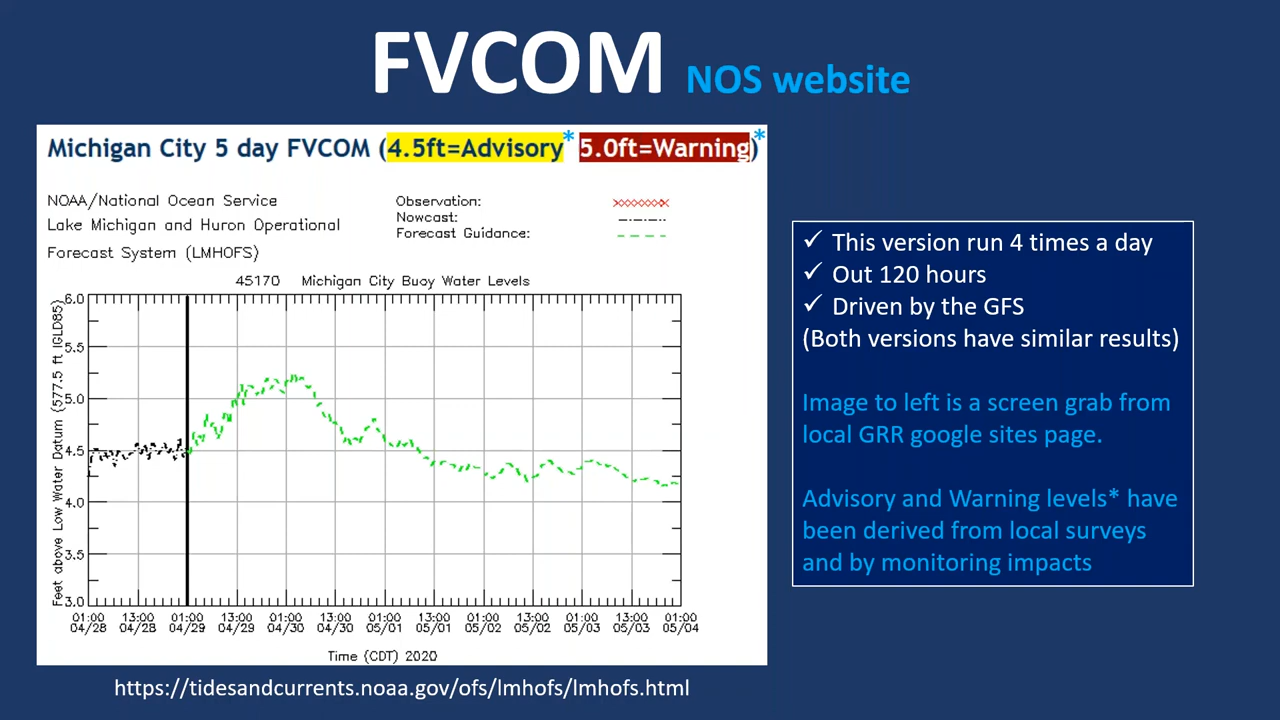 FVCOM NOS website
Michigan City 5 day FVCOM (4.5ft=Advisory* 5.0ft=Warning)*
NOAA/National Ocean Service
Lake Michigan and Huron Operational
Forecast System (LMHOFS)
Observation:
Nowcast:
Forecast Guidance:
45170 Michigan City Buoy Water Levels
Feet above Low Water Datum (577.5 ft IGLD85)
6.0
5.5
5.0
4.5
4.0
3.5
3.0
01:00 13:00 01:00 13:00 01:00 13:00 01:00 13:00 01:00 13:00 01:00 13:00 01:00
04/28 04/28 04/29 04/29 04/30 04/30 05/01 05/01 05/02 05/02 05/03 05/03 05/04
Time (CDT) 2020
https://tidesandcurrents.noaa.gov/ofs/lmhofs/lmhofs.html
✓ This version run 4 times a day
✓ Out 120 hours
✓ Driven by the GFS
(Both versions have similar results)
Image to left is a screen grab from
local GRR google sites page.
Advisory and Warning levels* have
been derived from local surveys
and by monitoring impacts